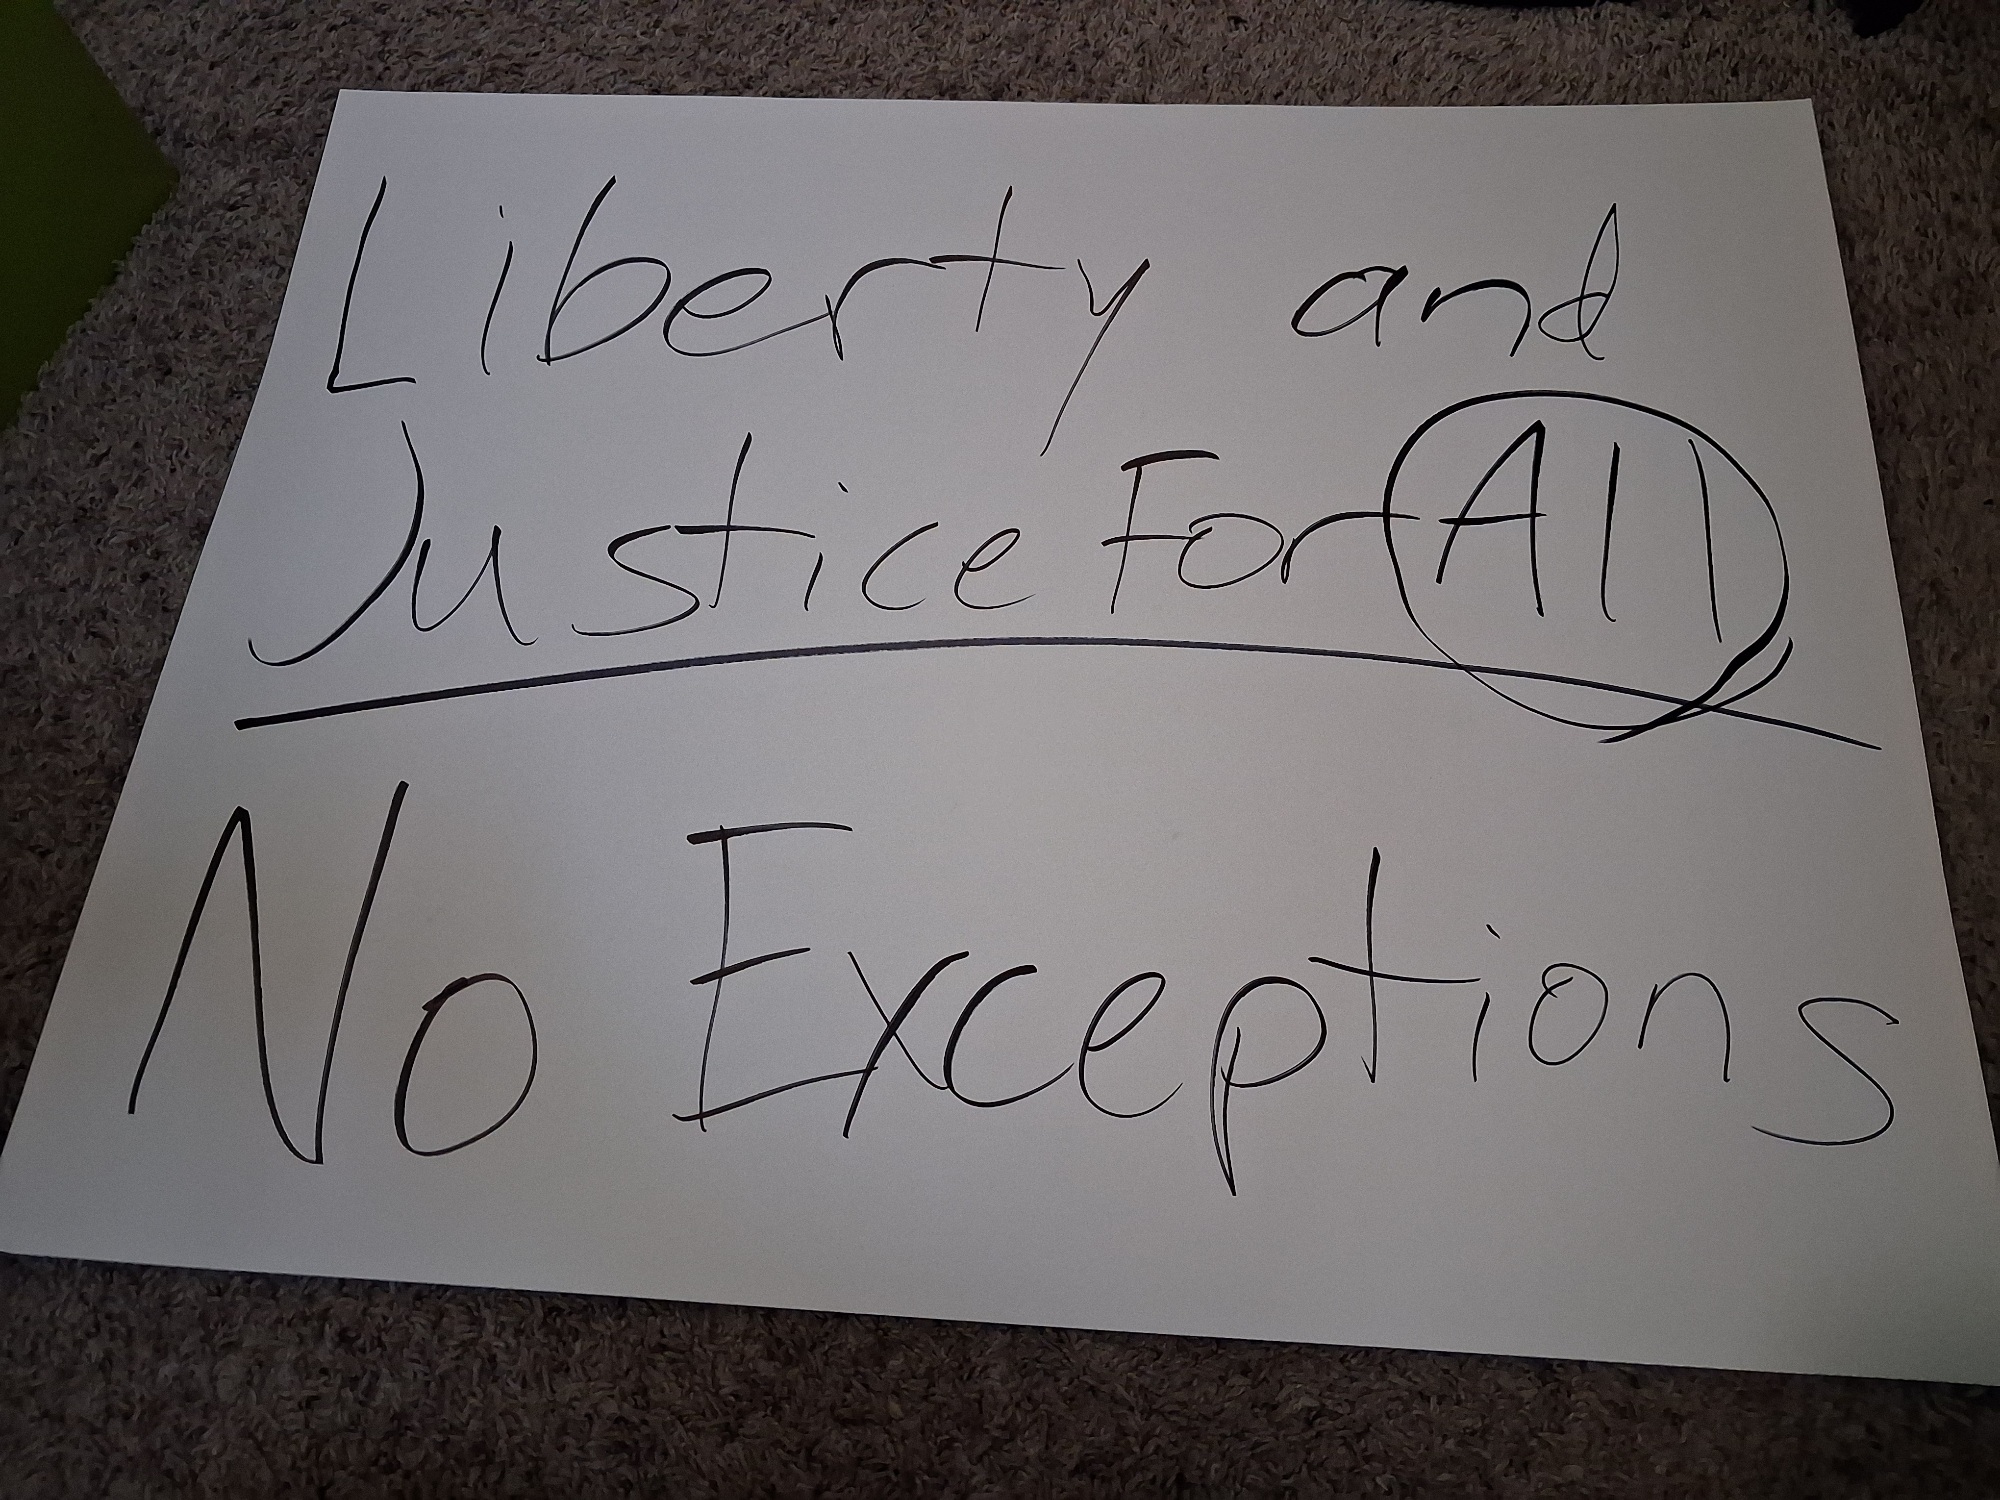 Liberty and
Justice For All
No Exceptions